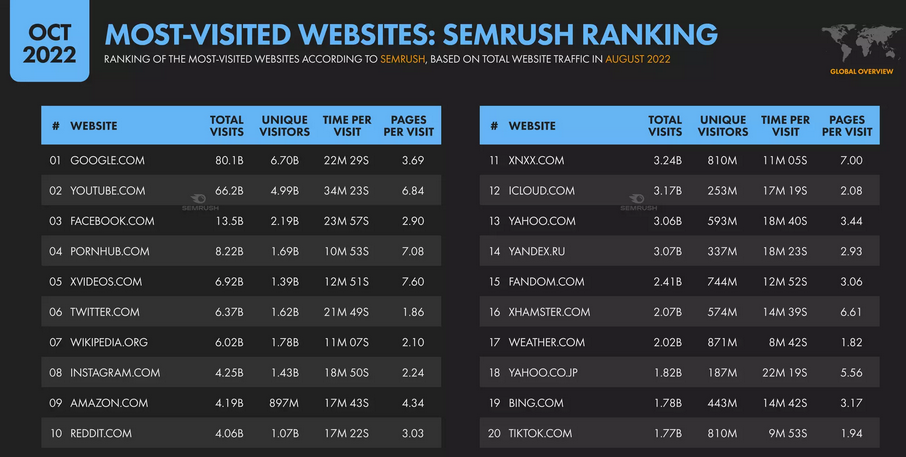 OCT
2022
MOST-VISITED WEBSITES: SEMRUSH RANKING
RANKING OF THE MOST-VISITED WEBSITES ACCORDING TO SEMRUSH, BASED ON TOTAL WEBSITE TRAFFIC IN AUGUST 2022
GLOBAL OVERVIEW
# WEBSITE TOTAL VISITS UNIQUE VISITORS TIME PER VISIT PAGES PER VISIT
01 GOOGLE.COM 80.1B 6.70B 22M 29S 3.69
02 YOUTUBE.COM 66.2B 4.99B 34M 23S 6.84
SEMRUSH
03 FACEBOOK.COM 13.5B 2.19B 23M 57S 2.90
04 PORNHUB.COM 8.22B 1.69B 10M 53S 7.08
05 XVIDEOS.COM 6.92B 1.39B 12M 51S 7.60
06 TWITTER.COM 6.37B 1.62B 21M 49S 1.86
07 WIKIPEDIA.ORG 6.02B 1.78B 11M 07S 2.10
08 INSTAGRAM.COM 4.25B 1.43B 18M 50S 2.24
09 AMAZON.COM 4.19B 897M 17M 43S 4.34
10 REDDIT.COM 4.06B 1.07B 17M 22S 3.03
# WEBSITE TOTAL VISITS UNIQUE VISITORS TIME PER VISIT PAGES PER VISIT
11 XNXX.COM 3.24B 810M 11M 05S 7.00
12 ICLOUD.COM 3.17B 253M 17M 19S 2.08
SEMRUSH
13 YAHOO.COM 3.06B 593M 18M 40S 3.44
14 YANDEX.RU 3.07B 337M 18M 23S 2.93
15 FANDOM.COM 2.41B 744M 12M 52S 3.06
16 XHAMSTER.COM 2.07B 574M 14M 39S 6.61
17 WEATHER.COM 2.02B 871M 8M 42S 1.82
18 YAHOO.CO.JP 1.82B 187M 22M 19S 5.56
19 BING.COM 1.78B 443M 14M 42S 3.17
20 TIKTOK.COM 1.77B 810M 9M 53S 1.94